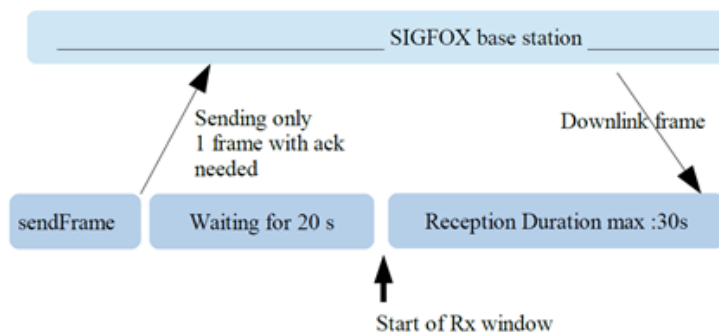 SIGFOX base station
Sending only
1 frame with ack
needed
Downlink frame
sendFrame
Waiting for 20 s
Reception Duration max :30s
Start of Rx window